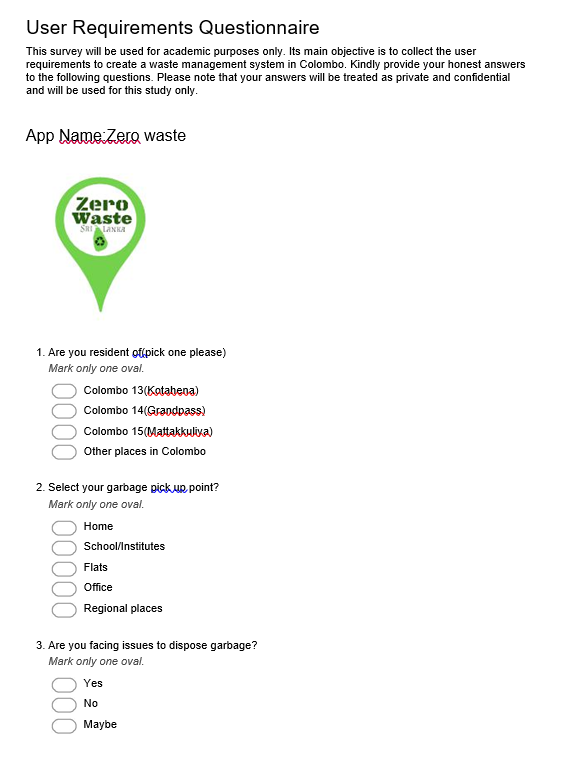 User Requirements Questionnaire
This survey will be used for academic purposes only. Its main objective is to collect the user
requirements to create a waste management system in Colombo. Kindly provide your honest answers
to the following questions. Please note that your answers will be treated as private and confidential
and will be used for this study only.
App Name:Zero waste
Zero
Waste
SRI LANKA
1. Are you resident of(pick one please)
Mark only one oval.
Colombo 13(Kotahena)
Colombo 14(Grandpass)
Colombo 15(Mattakkuliya)
Other places in Colombo
2. Select your garbage pick up point?
Mark only one oval.
Home
School/Institutes
Flats
Office
Regional places
3. Are you facing issues to dispose garbage?
Mark only one oval.
Yes
No
Maybe